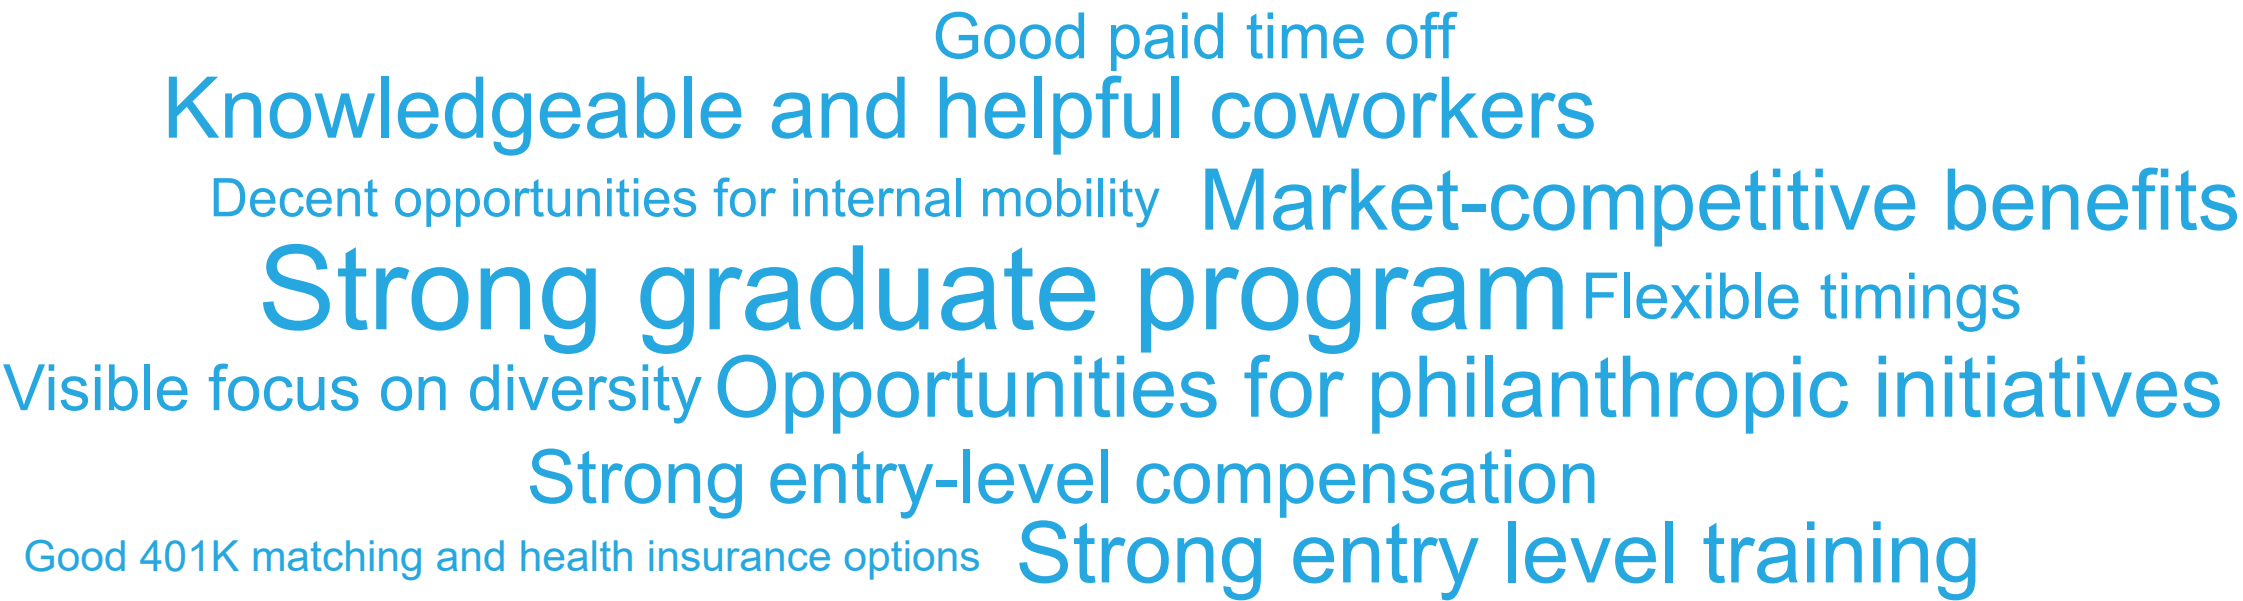 Good paid time off
Knowledgeable and helpful coworkers
Decent opportunities for internal mobility Market-competitive benefits
Strong graduate program Flexible timings
Visible focus on diversity Opportunities for philanthropic initiatives
Strong entry-level compensation
Good 401K matching and health insurance options Strong entry level training